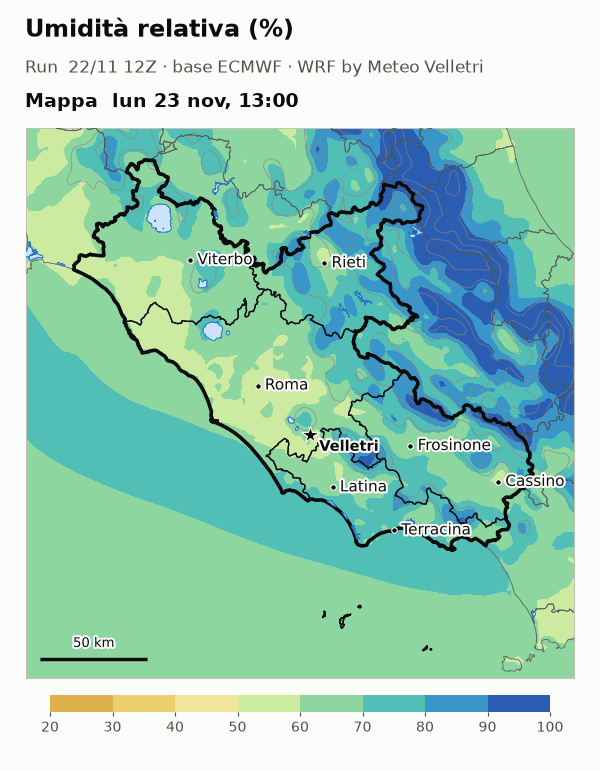 Umidità relativa (%)
Run  22/11 12Z · base ECMWF · WRF by Meteo Velletri
Mappa  lun 23 nov, 13:00
Viterbo
Rieti
Roma
Velletri
Frosinone
Cassino
Latina
Terracina
50 km
20 30 40 50 60 70 80 90 100